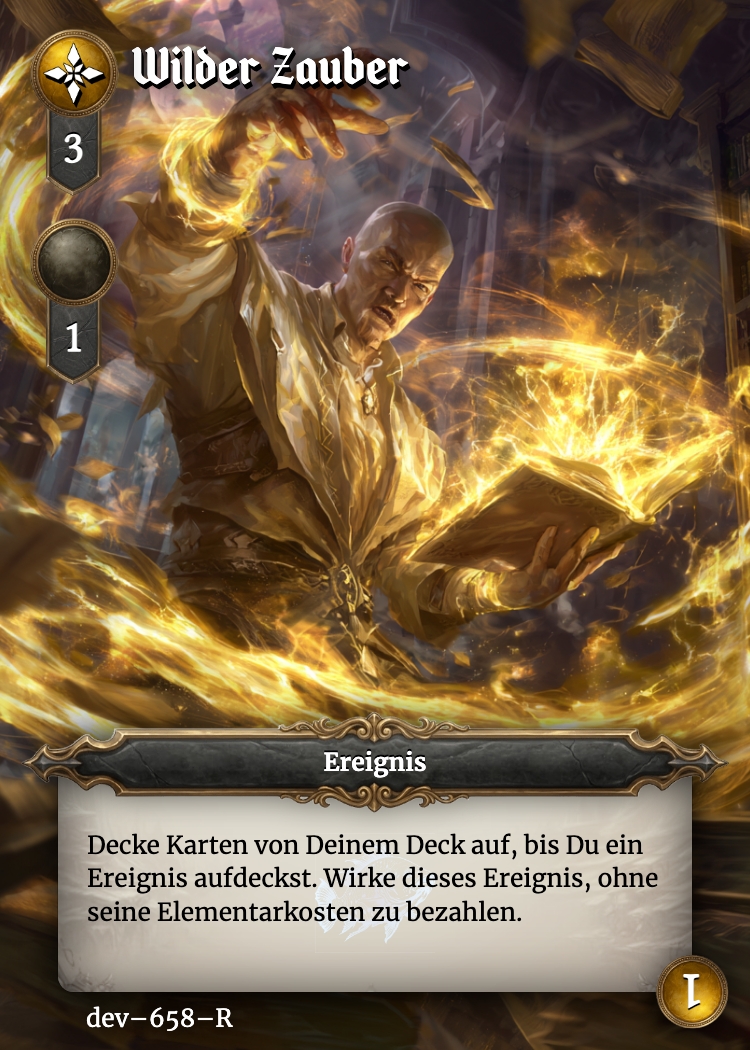 Wilder Zauber
3
1
Ereignis
Decke Karten von Deinem Deck auf, bis Du ein
Ereignis aufdeckst. Wirke dieses Ereignis, ohne
seine Elementarkosten zu bezahlen.
1
dev–658–R